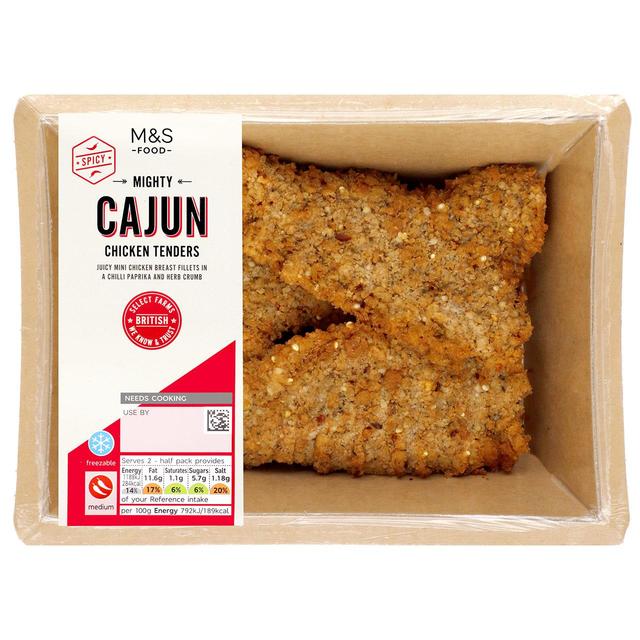 SPICY
M&S
-FOOD-
MIGHTY
CAJUN
CHICKEN TENDERS
JUICY MINI CHICKEN BREAST FILLETS IN
A CHILLI PAPRIKA AND HERB CRUMB
SELECT FARMS
BRITISH
WE KNOW & TRUST
NEEDS COOKING
USE BY
freezable
medium
Serves 2 - half pack provides
Energy Fat Saturates Sugars Salt
1189kJ 11.6g 1.1g 5.7g 1.18g
284kcal
14% 17% 6% 6% 20%
of your Reference intake
per 100g Energy 792kJ/189kcal